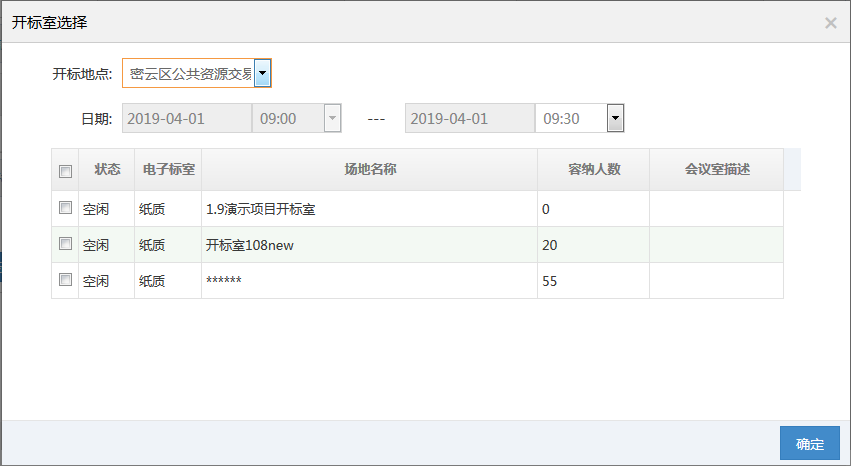 开标室选择 ×
开标地点: 密云区公共资源交易
日期: 2019-04-01 09:00 --- 2019-04-01 09:30
状态 电子标室 场地名称 容纳人数 会议室描述
空闲 纸质 1.9演示项目开标室 0
空闲 纸质 开标室108new 20
空闲 纸质 ****** 55
确定